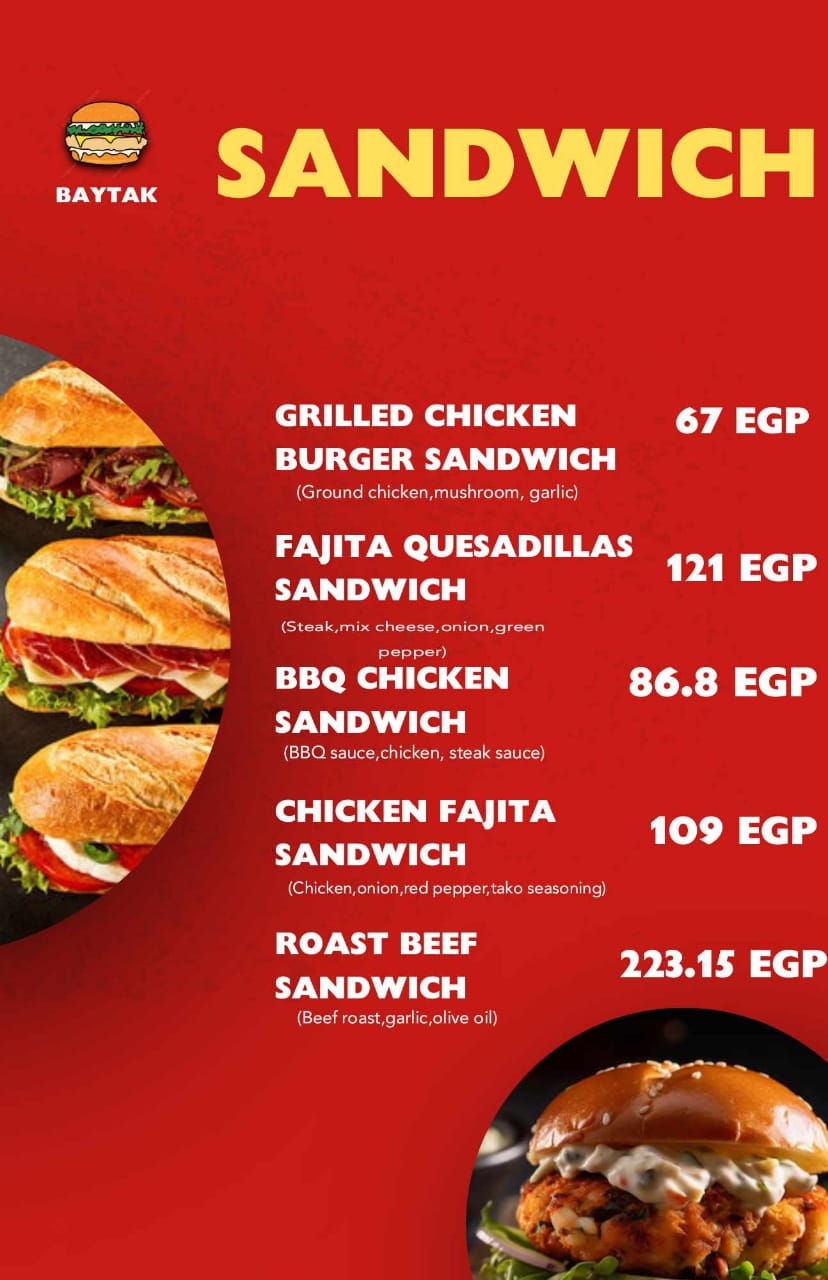 BAYTAK
SANDWICH
GRILLED CHICKEN
BURGER SANDWICH
67 EGP
(Ground chicken,mushroom, garlic)
FAJITA QUESADILLAS
SANDWICH
121 EGP
(Steak,mix cheese,onion,green
pepper)
BBQ CHICKEN
SANDWICH
86.8 EGP
(BBQ sauce,chicken, steak sauce)
CHICKEN FAJITA
SANDWICH
109 EGP
(Chicken,onion,red pepper,tako seasoning)
ROAST BEEF
SANDWICH
223.15 EGP
(Beef roast,garlic,olive oil)